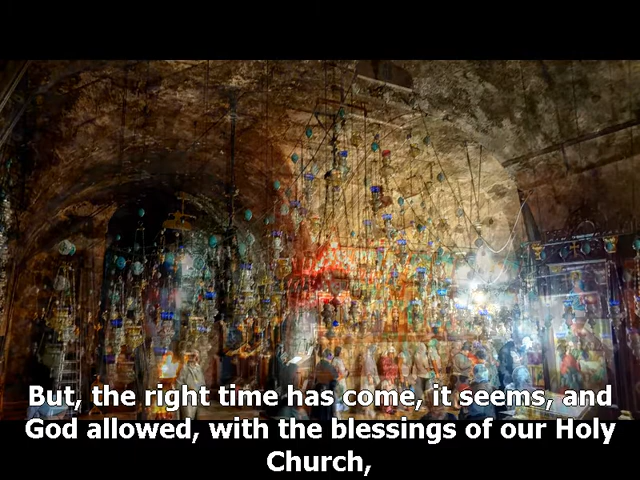 But, the right time has come, it seems, and
God allowed, with the blessings of our Holy
Church,